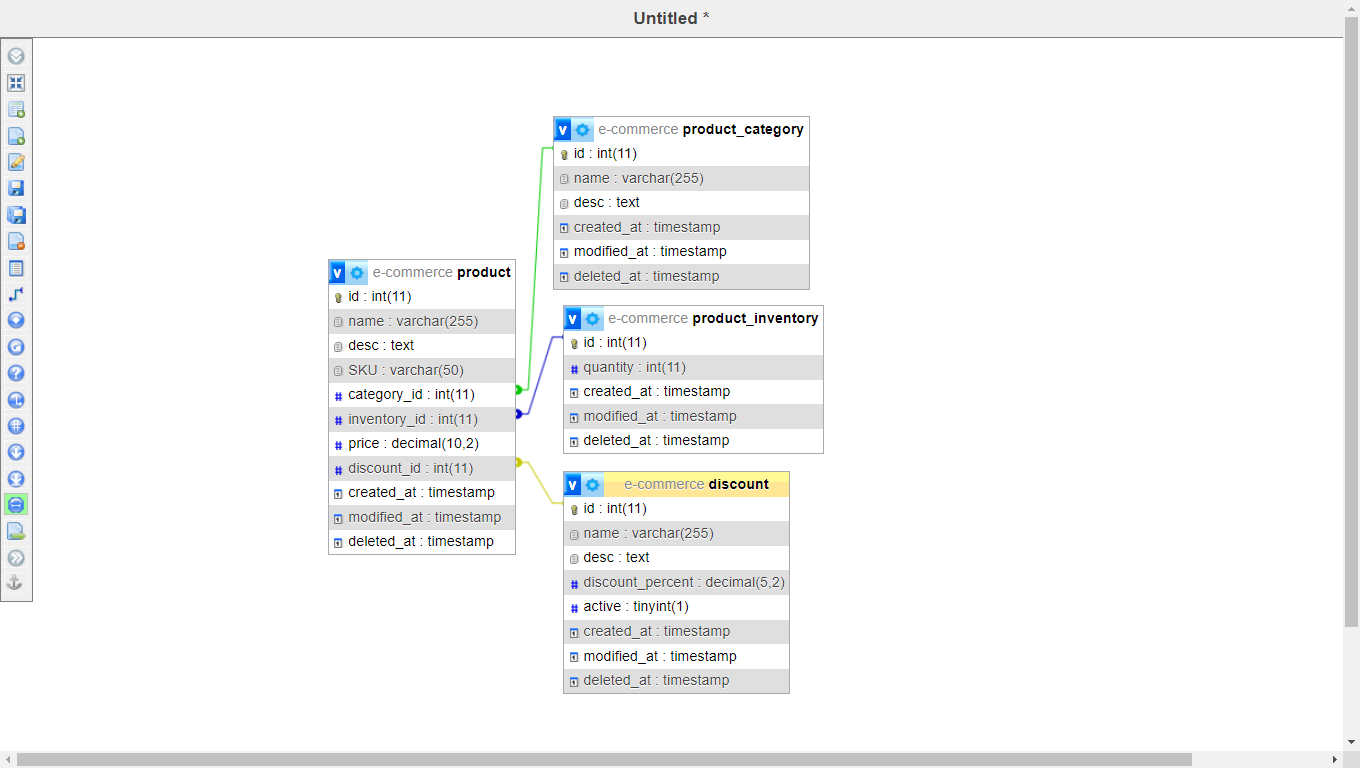 Untitled *
v e-commerce product_category
id : int(11)
name : varchar(255)
desc : text
created_at : timestamp
modified_at : timestamp
deleted_at : timestamp
v e-commerce product
id : int(11)
name : varchar(255)
desc : text
SKU : varchar(50)
# category_id : int(11)
# inventory_id : int(11)
# price : decimal(10,2)
# discount_id : int(11)
created_at : timestamp
modified_at : timestamp
deleted_at : timestamp
v e-commerce product_inventory
id : int(11)
# quantity : int(11)
created_at : timestamp
modified_at : timestamp
deleted_at : timestamp
v e-commerce discount
id : int(11)
name : varchar(255)
desc : text
# discount_percent : decimal(5,2)
# active : tinyint(1)
created_at : timestamp
modified_at : timestamp
deleted_at : timestamp